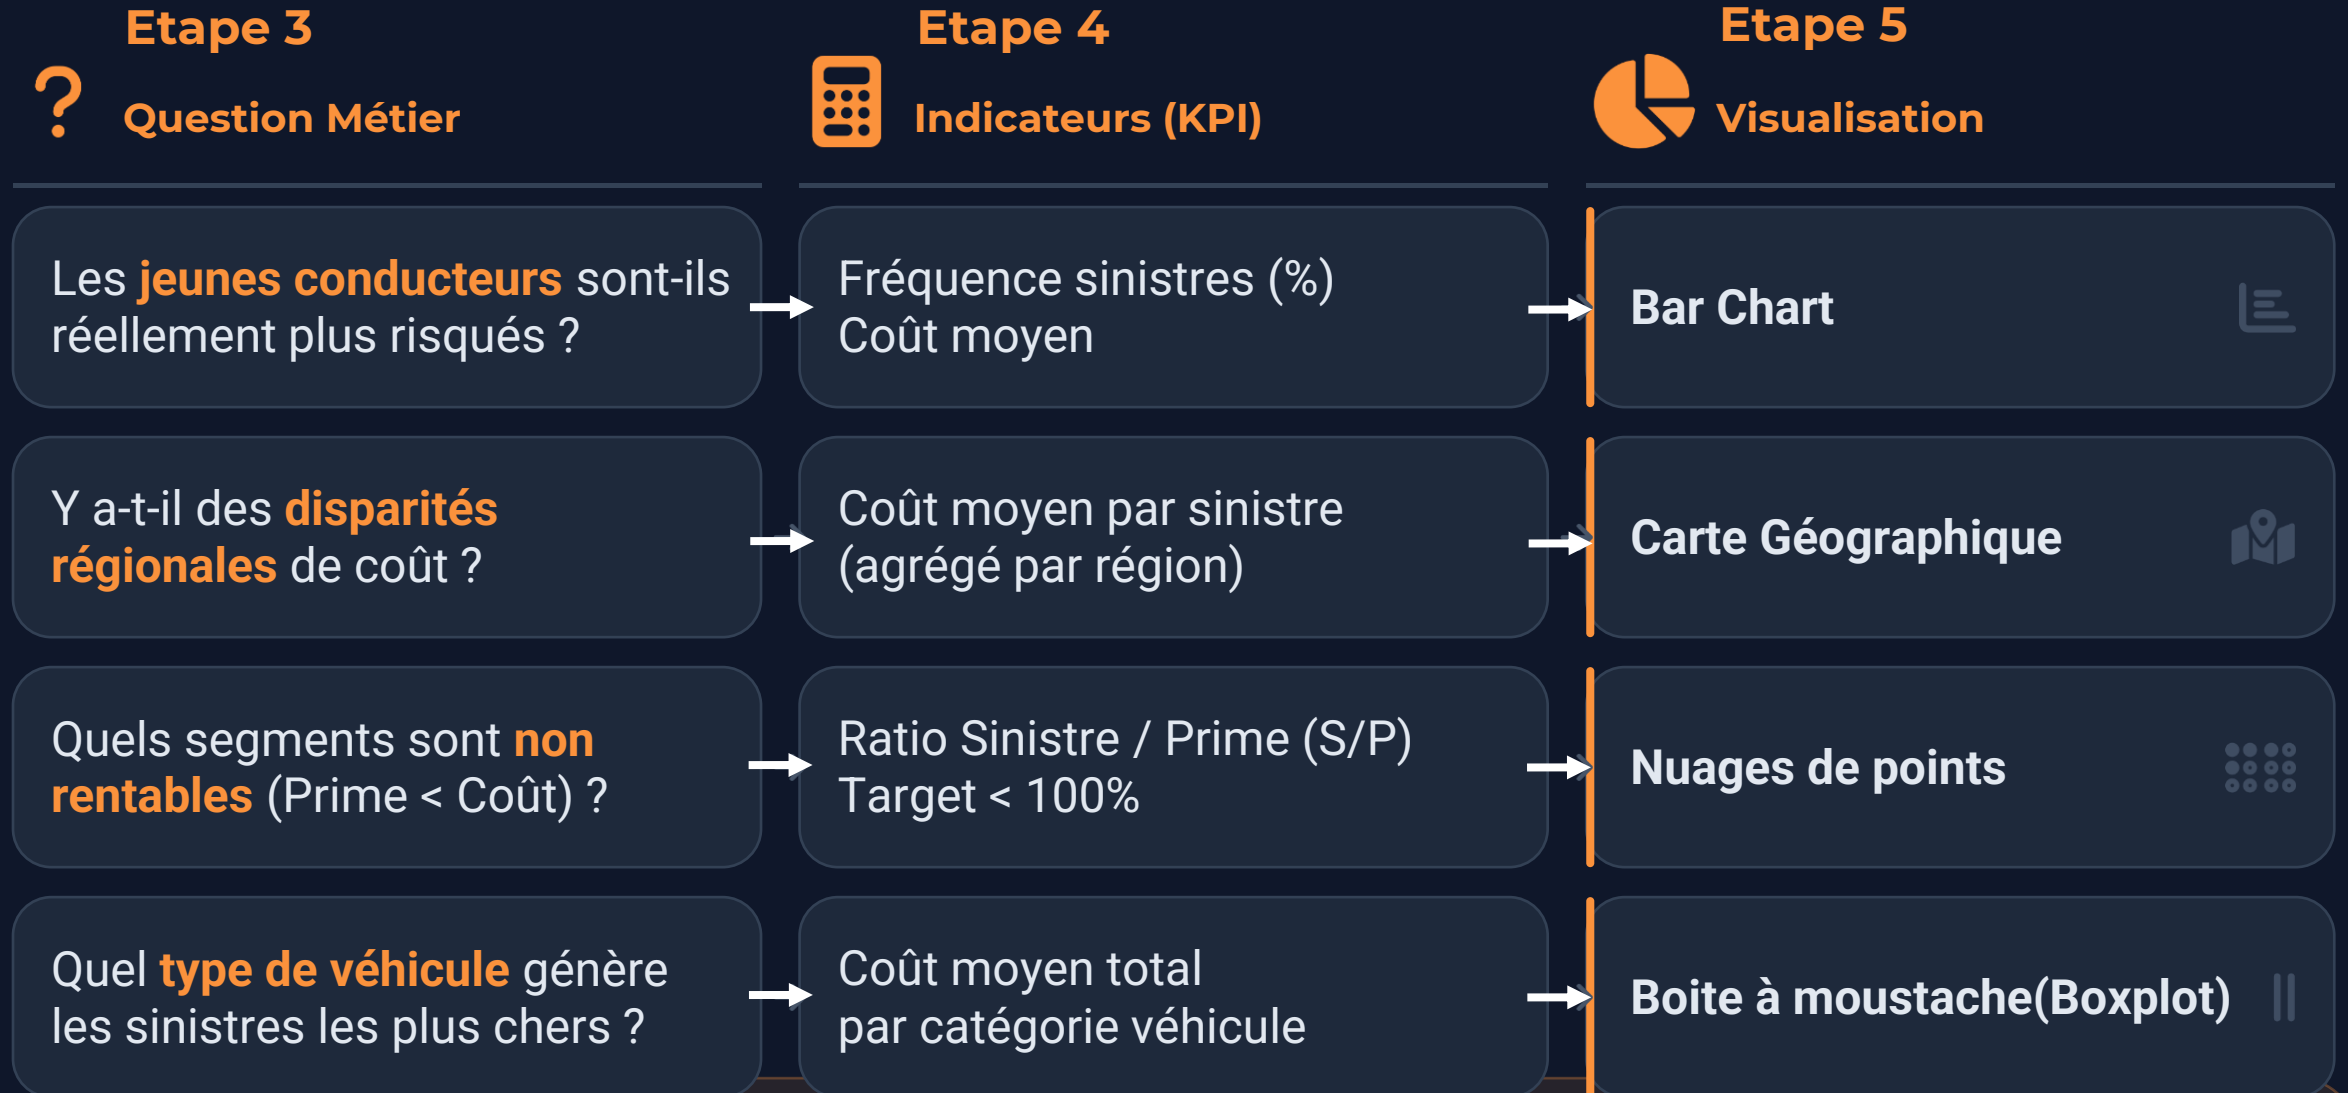 Etape 3
Question Métier
Etape 4
Indicateurs (KPI)
Etape 5
Visualisation
Les jeunes conducteurs sont-ils
réellement plus risqués ?
Fréquence sinistres (%)
Coût moyen
Bar Chart
Y a-t-il des disparités
régionales de coût ?
Coût moyen par sinistre
(agrégé par région)
Carte Géographique
Quels segments sont non
rentables (Prime < Coût) ?
Ratio Sinistre / Prime (S/P)
Target < 100%
Nuages de points
Quel type de véhicule génère
les sinistres les plus chers ?
Coût moyen total
par catégorie véhicule
Boite à moustache(Boxplot)